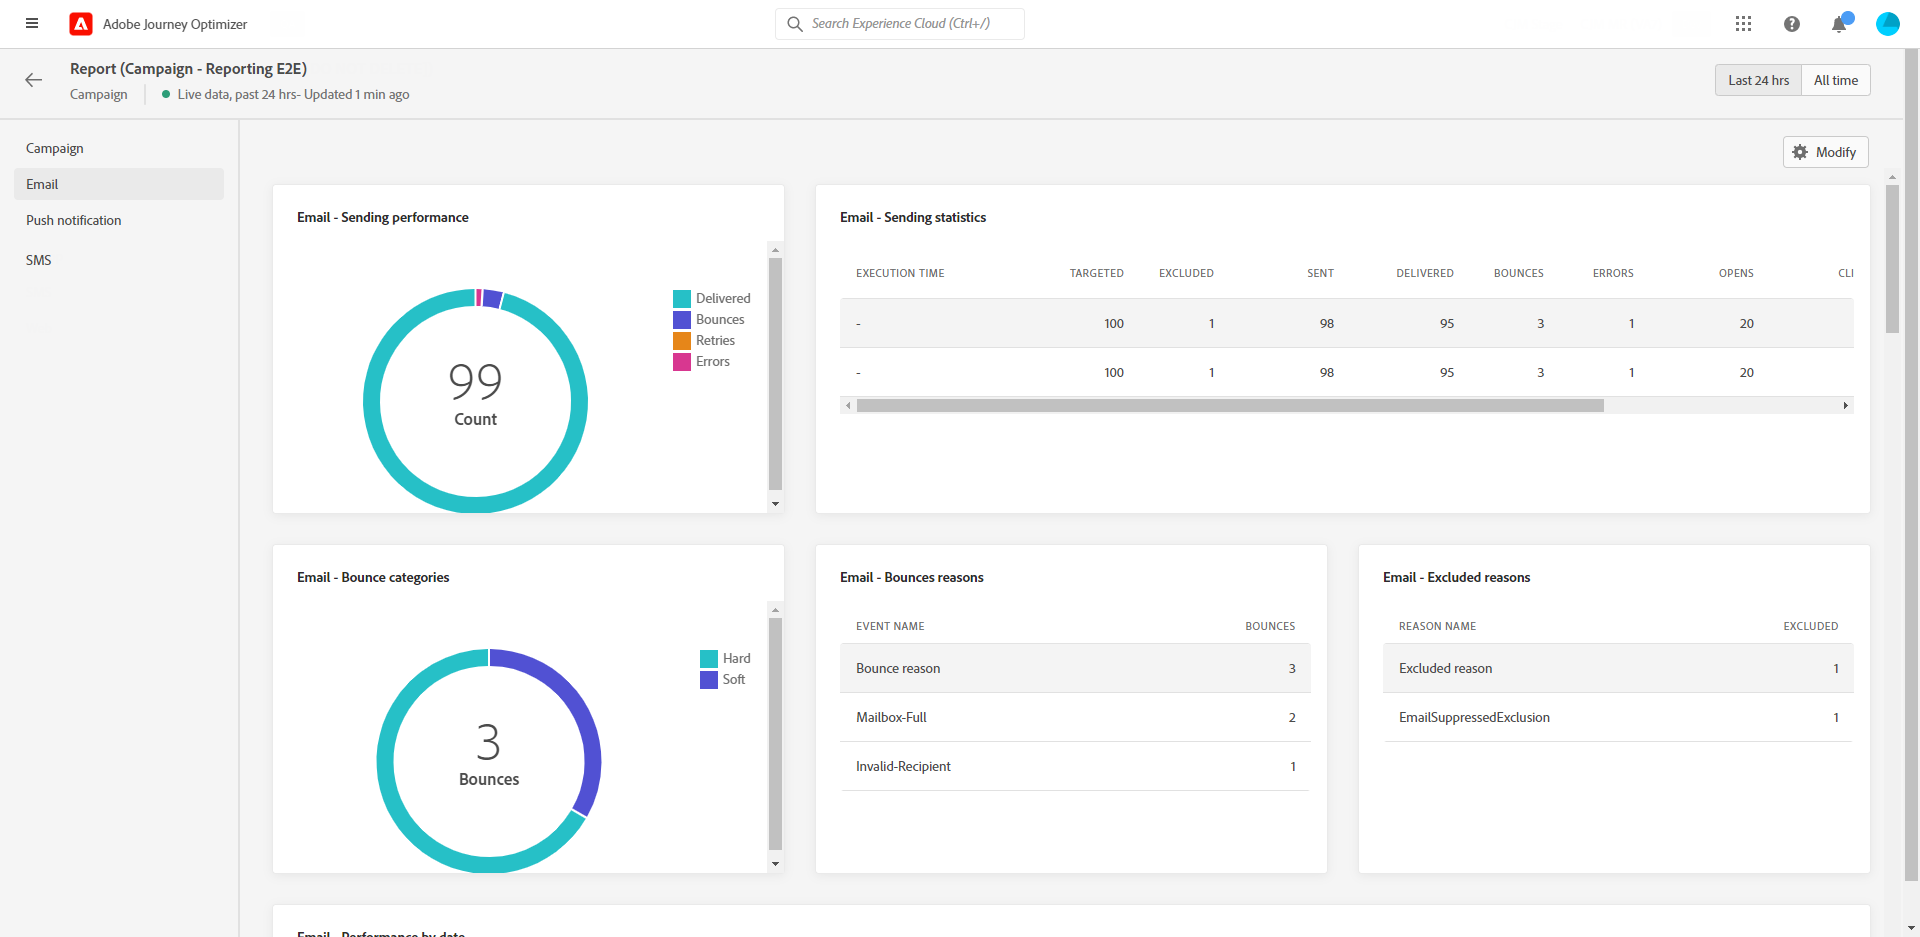 Adobe Journey Optimizer
Search Experience Cloud (Ctrl+/)
Report (Campaign - Reporting E2E)
Campaign
Live data, past 24 hrs- Updated 1 min ago
Last 24 hrs
All time
Campaign
Email
Push notification
SMS
Modify
Email - Sending performance
99
Count
Delivered
Bounces
Retries
Errors
Email - Sending statistics
EXECUTION TIME TARGETED EXCLUDED SENT DELIVERED BOUNCES ERRORS OPENS CLI
- 100 1 98 95 3 1 20
- 100 1 98 95 3 1 20
Email - Bounce categories
3
Bounces
Hard
Soft
Email - Bounces reasons
EVENT NAME BOUNCES
Bounce reason 3
Mailbox-Full 2
Invalid-Recipient 1
Email - Excluded reasons
REASON NAME EXCLUDED
Excluded reason 1
EmailSuppressedExclusion 1
Email - Performance by date